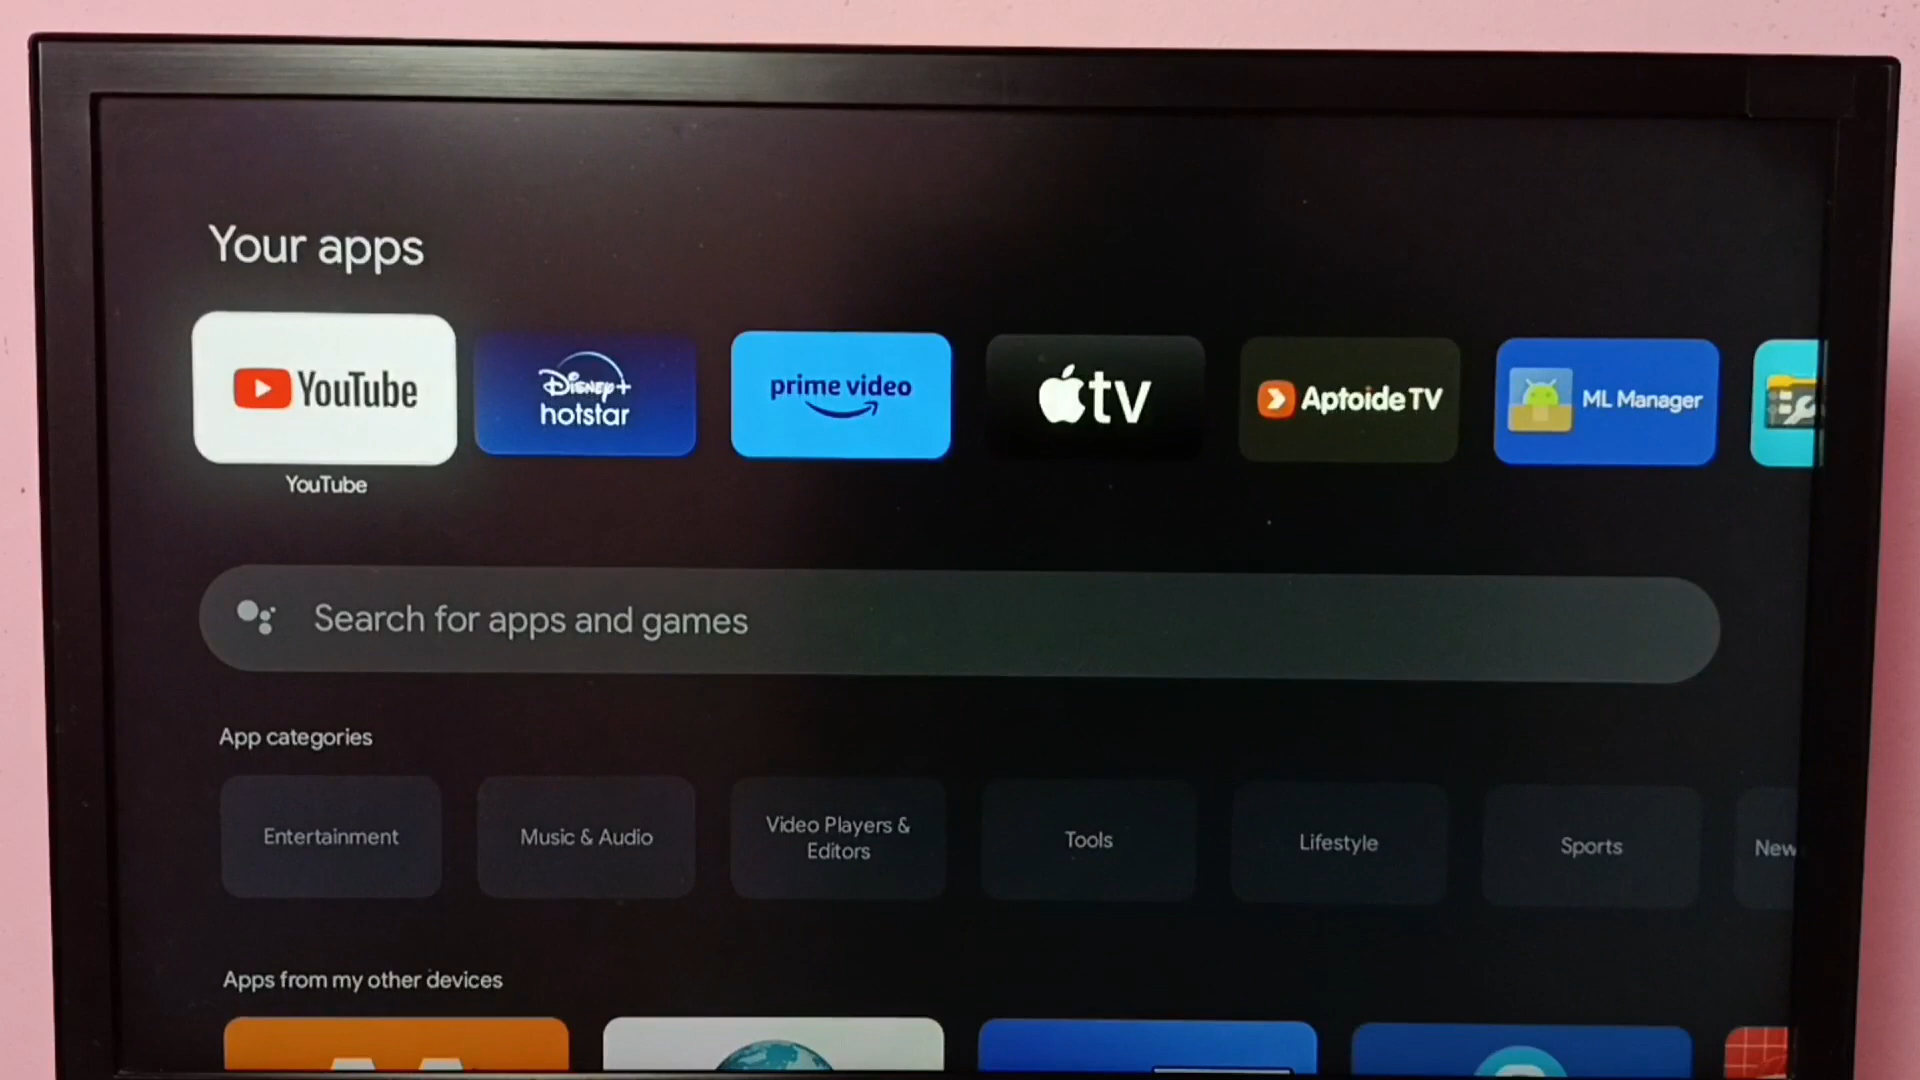 Your apps
YouTube
Disney+
hotstar
prime video
tv
Aptoide TV
ML Manager
YouTube
Search for apps and games
App categories
Entertainment
Music & Audio
Video Players &
Editors
Tools
Lifestyle
Sports
New
Apps from my other devices